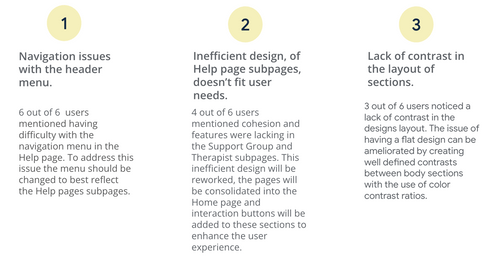 1
Navigation issues
with the header
menu.
6 out of 6 users
mentioned having
difficulty with the
navigation menu in the
Help page. To address this
issue the menu should be
changed to best reflect
the Help pages subpages.
2
Inefficient design, of
Help page subpages,
doesn't fit user
needs.
4 out of 6 users
mentioned cohesion and
features were lacking in
the Support Group and
Therapist subpages. This
inefficient design will be
reworked, the pages will
be consolidated into the
Home page and
interaction buttons will be
added to these sections to
enhance the user
experience.
3
Lack of contrast in
the layout of
sections.
3 out of 6 users noticed a
lack of contrast in the
designs layout. The issue of
having a flat design can be
ameliorated by creating
well defined contrasts
between body sections
with the use of color
contrast ratios.